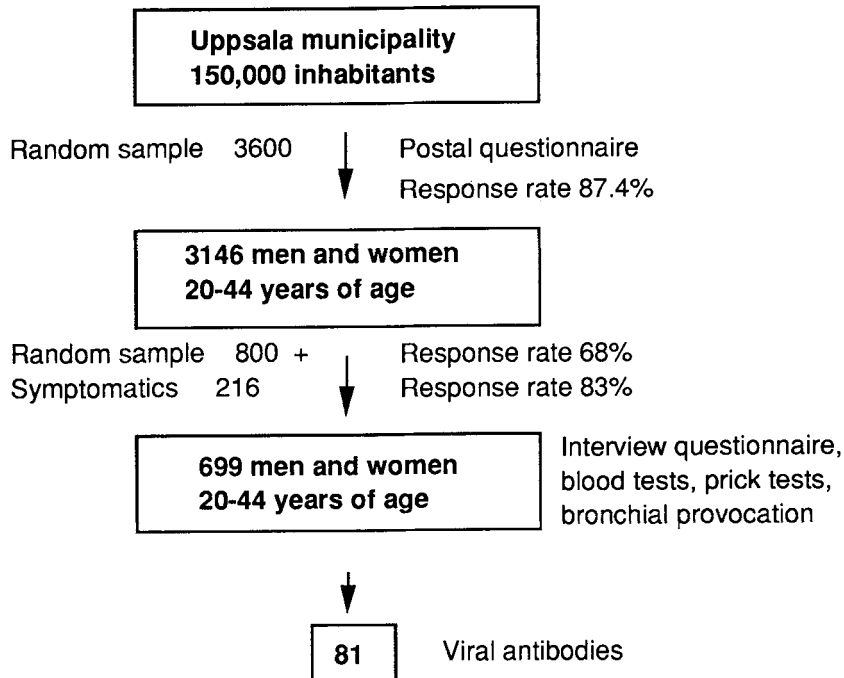 Uppsala municipality
150,000 inhabitants
Random sample 3600
Postal questionnaire
Response rate 87.4%
3146 men and women
20-44 years of age
Random sample 800 +
Response rate 68%
Symptomatics 216
Response rate 83%
699 men and women
20-44 years of age
Interview questionnaire,
blood tests, prick tests,
bronchial provocation
81
Viral antibodies